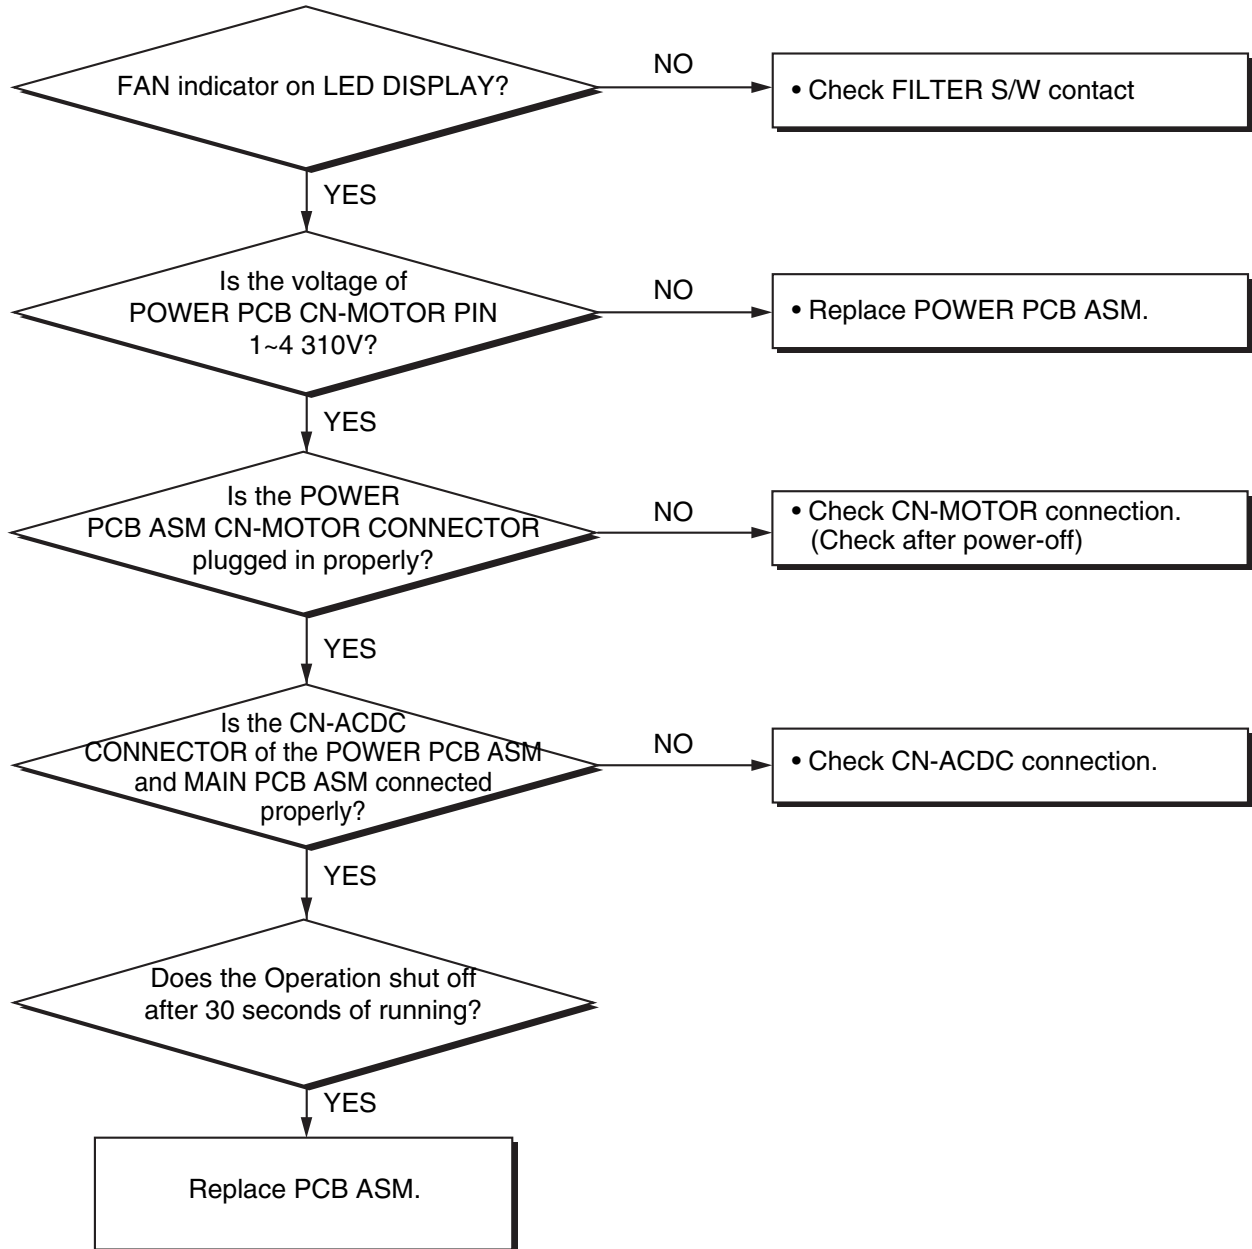 FAN indicator on LED DISPLAY?
NO
• Check FILTER S/W contact
YES
Is the voltage of
POWER PCB CN-MOTOR PIN
1~4 310V?
NO
• Replace POWER PCB ASM.
YES
Is the POWER
PCB ASM CN-MOTOR CONNECTOR
plugged in properly?
NO
• Check CN-MOTOR connection.
(Check after power-off)
YES
Is the CN-ACDC
CONNECTOR of the POWER PCB ASM
and MAIN PCB ASM connected
properly?
NO
• Check CN-ACDC connection.
YES
Does the Operation shut off
after 30 seconds of running?
YES
Replace PCB ASM.